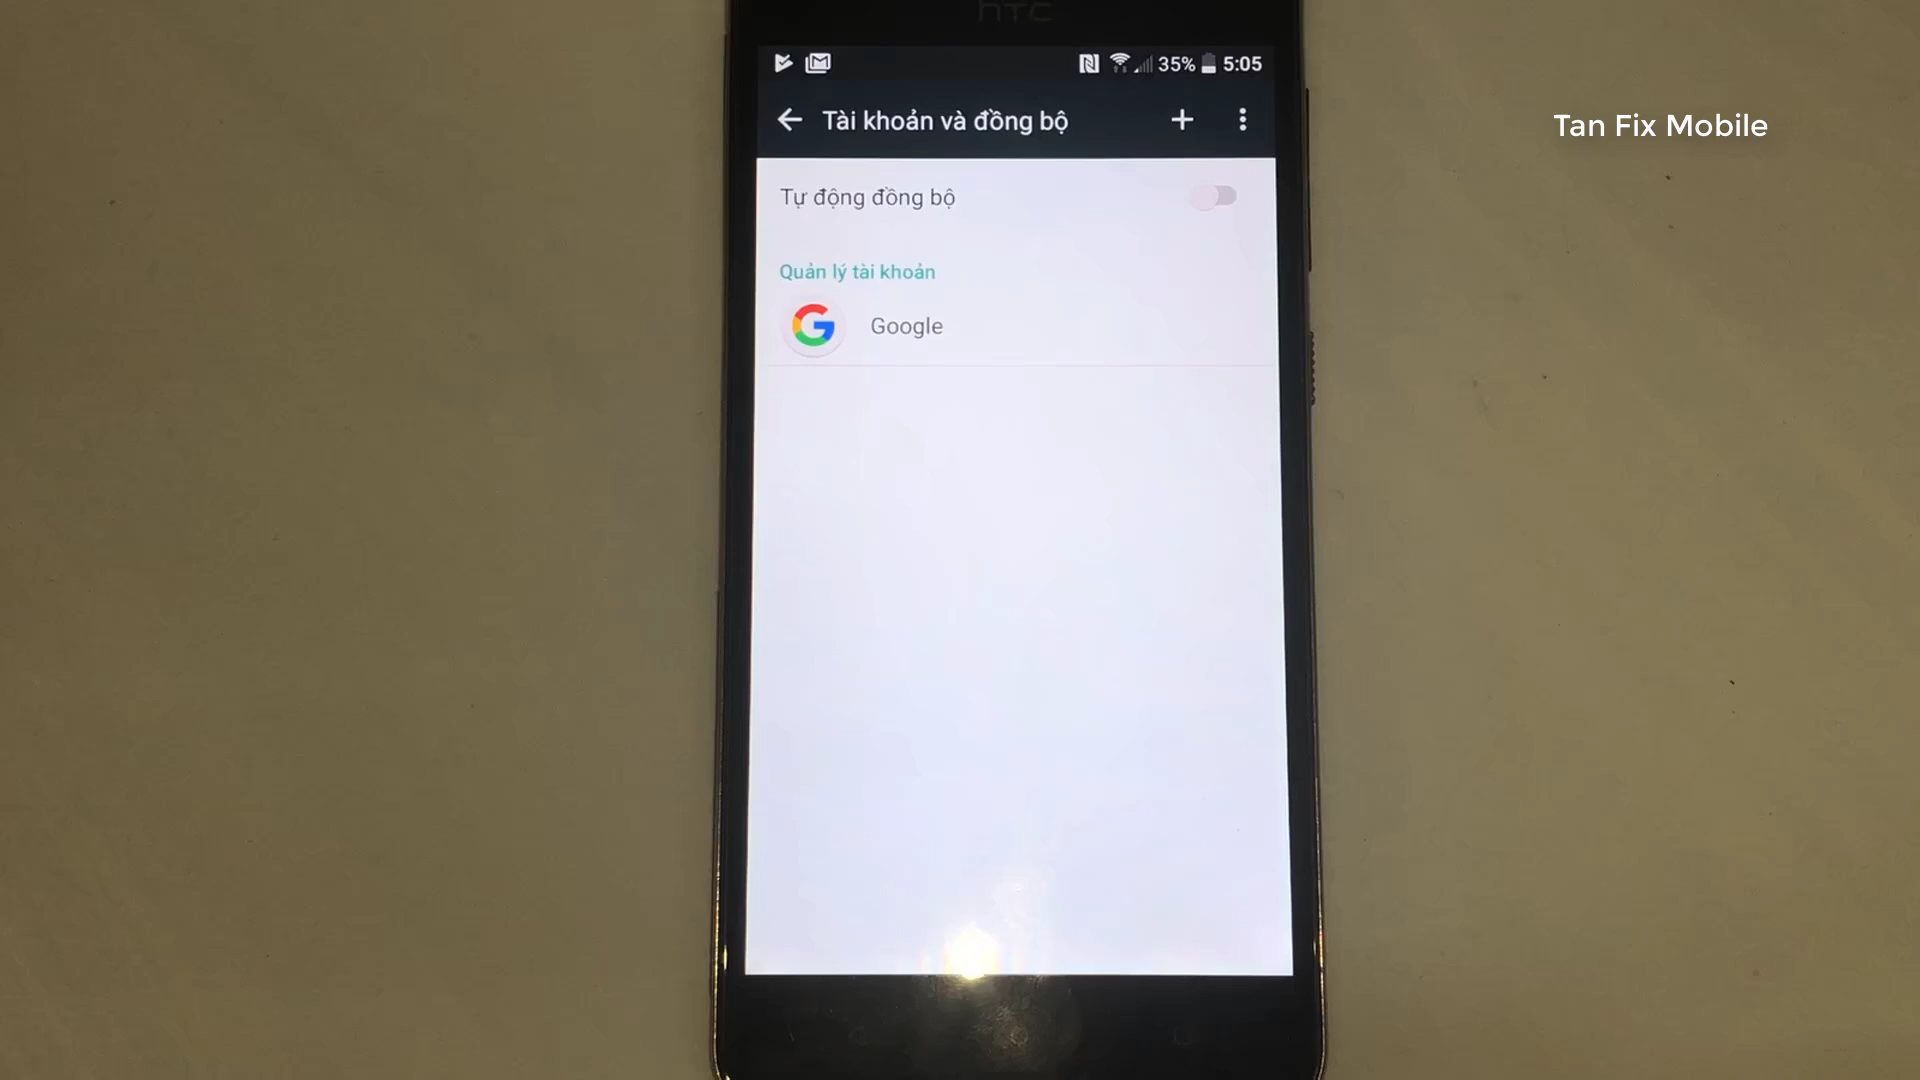 hTC
35% 5:05
Tài khoản và đồng bộ
Tan Fix Mobile
Tự động đồng bộ
Quản lý tài khoản
Google